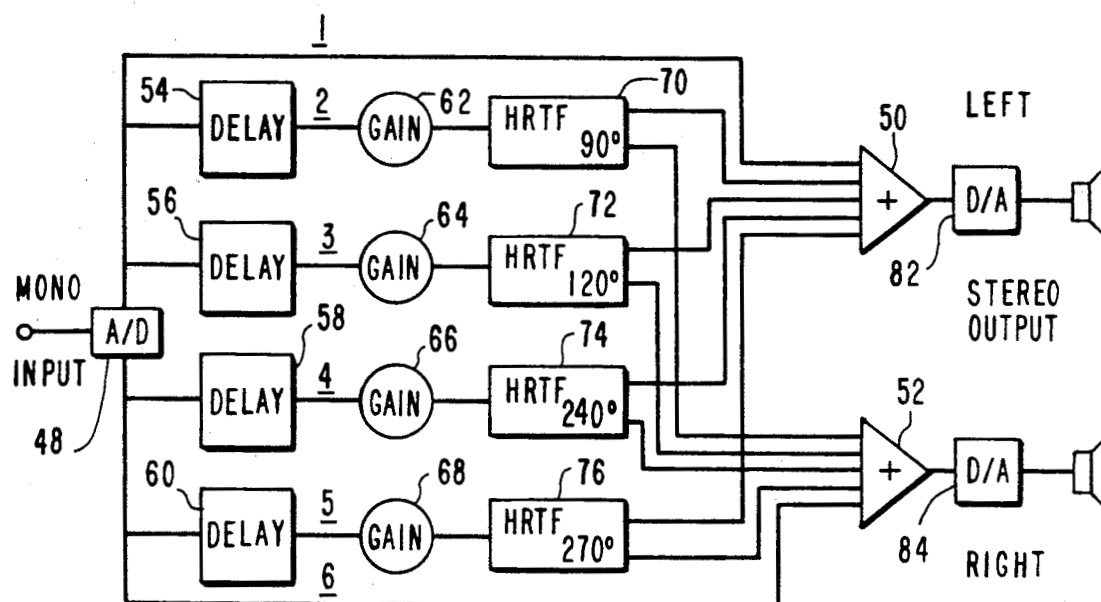 1
54
DELAY
2
62
GAIN
70
HRTF
90°
50
+
LEFT
D/A
82
56
DELAY
3
64
GAIN
72
HRTF
120°
MONO
INPUT
A/D
48
STEREO
OUTPUT
58
DELAY
4
66
GAIN
74
HRTF
240°
52
+
D/A
84
RIGHT
60
DELAY
5
68
GAIN
76
HRTF
270°
6